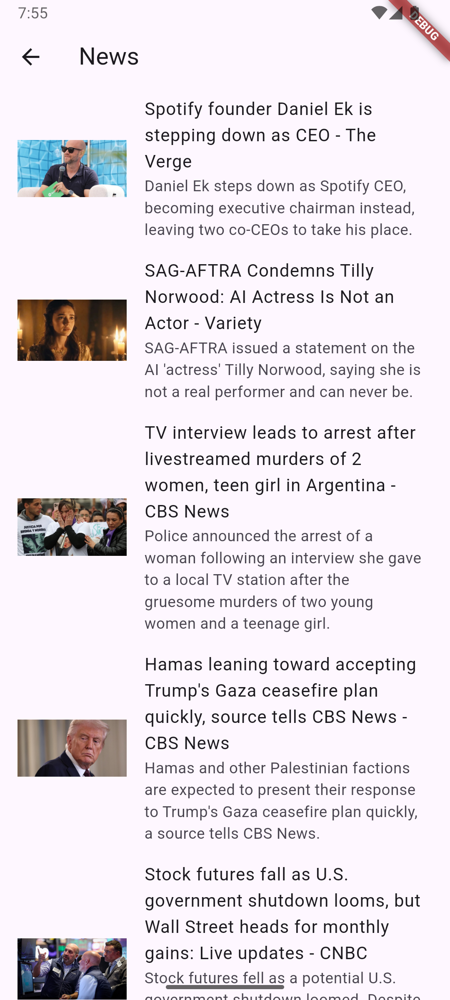 7:55
DEBUG
News
Spotify founder Daniel Ek is
stepping down as CEO - The
Verge
Daniel Ek steps down as Spotify CEO,
becoming executive chairman instead,
leaving two co-CEOs to take his place.
SAG-AFTRA Condemns Tilly
Norwood: AI Actress Is Not an
Actor - Variety
SAG-AFTRA issued a statement on the
AI 'actress' Tilly Norwood, saying she is
not a real performer and can never be.
TV interview leads to arrest after
livestreamed murders of 2
women, teen girl in Argentina -
CBS News
JUSTICIA POR
BRENDA Y MORENA
Police announced the arrest of a
woman following an interview she gave
to a local TV station after the
gruesome murders of two young
women and a teenage girl.
Hamas leaning toward accepting
Trump's Gaza ceasefire plan
quickly, source tells CBS News -
CBS News
Hamas and other Palestinian factions
are expected to present their response
to Trump's Gaza ceasefire plan quickly,
a source tells CBS News.
Stock futures fall as U.S.
government shutdown looms, but
Wall Street heads for monthly
gains: Live updates - CNBC
Stock futures fell as a potential U.S.
government shutdown loomed. Despite